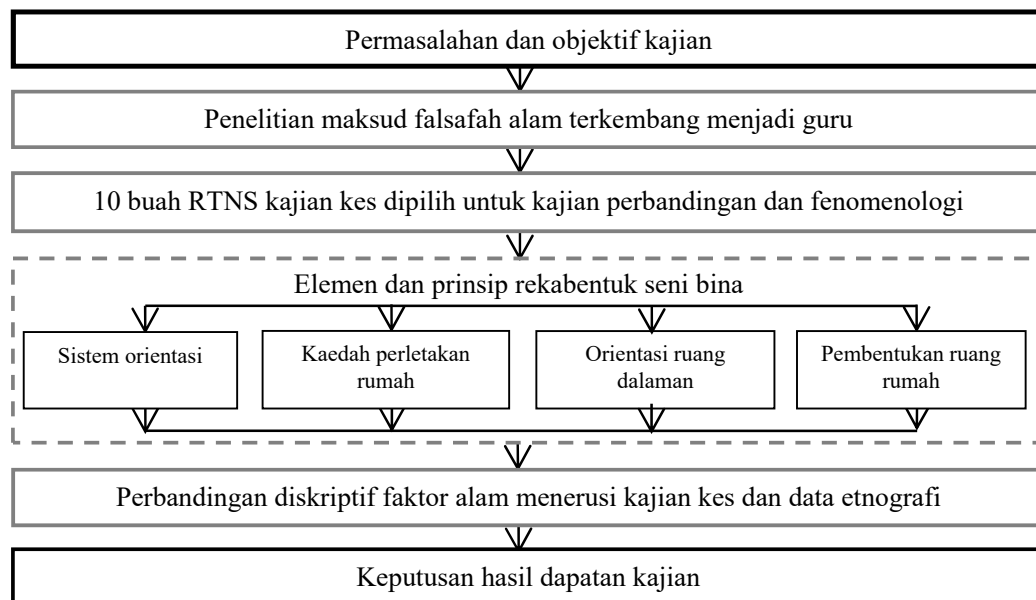 Permasalahan dan objektif kajian
Penelitian maksud falsafah alam terkembang menjadi guru
10 buah RTNS kajian kes dipilih untuk kajian perbandingan dan fenomenologi
Elemen dan prinsip rekabentuk seni bina
Sistem orientasi
Kaedah perletakan
rumah
Orientasi ruang
dalaman
Pembentukan ruang
rumah
Perbandingan diskriptif faktor alam menerusi kajian kes dan data etnografi
Keputusan hasil dapatan kajian